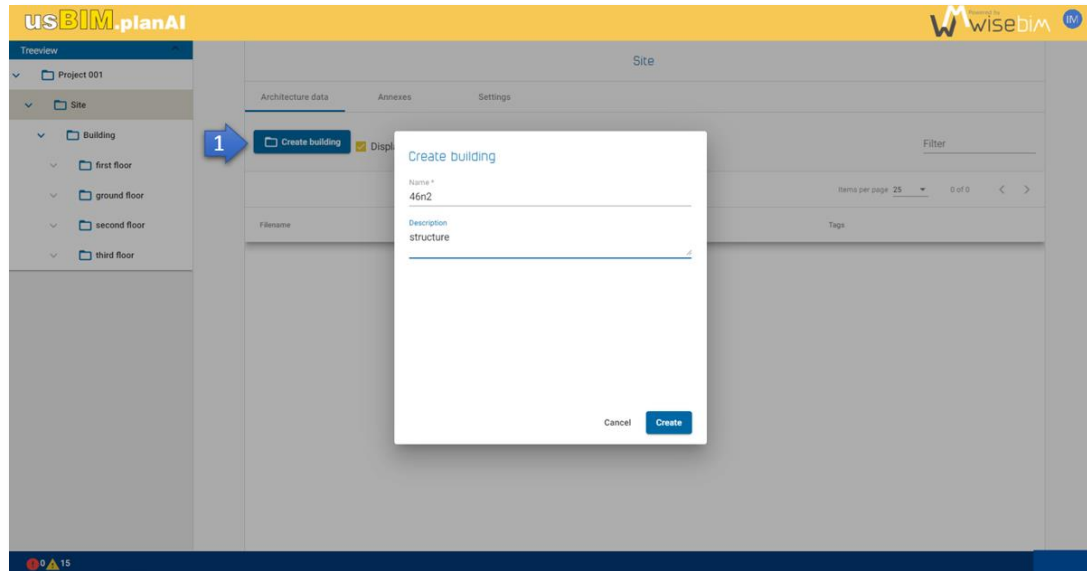 usBIM.planAI
Powered by
wisebim
IM
Treeview
Project 001
Site
Building
first floor
ground floor
second floor
third floor
Site
Architecture data Annexes Settings
1
Create building
Displ
Filter
Items per page 25 0 of 0
Filename Tags
Create building
Name *
46n2
Description
structure
Cancel Create
0 15